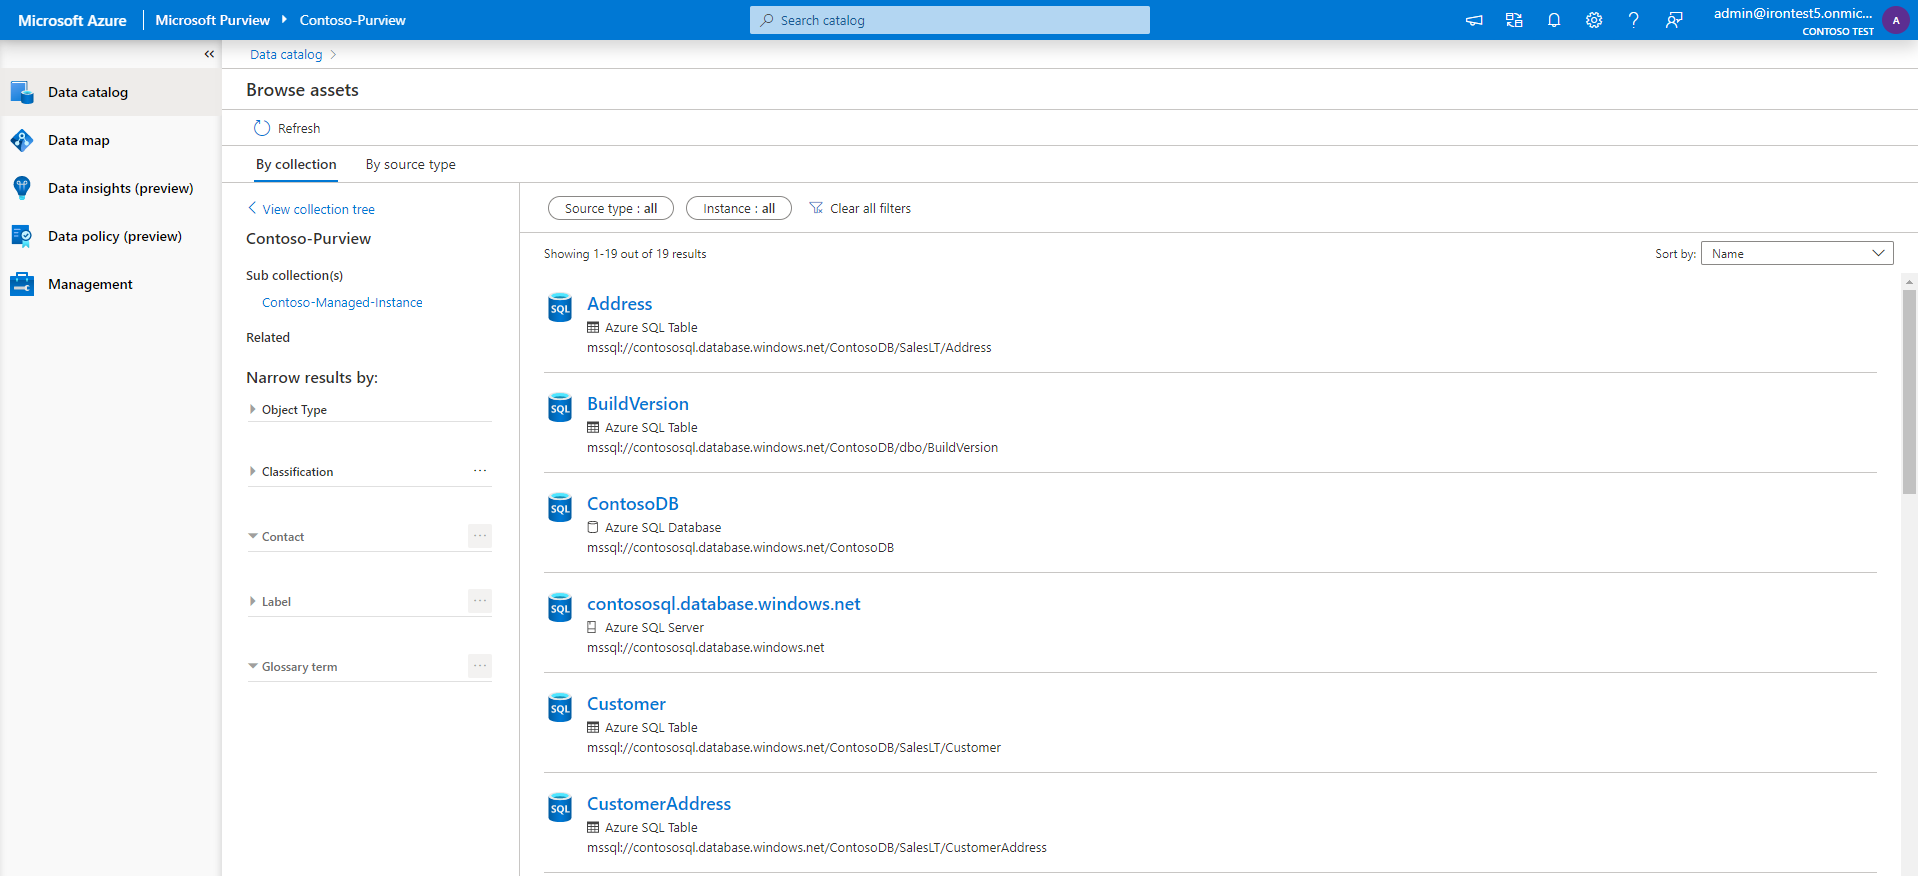 Microsoft Azure
Microsoft Purview
Contoso-Purview
Search catalog
admin@irontest5.onmic...
CONTOSO TEST
A
Data catalog
Data map
Data insights (preview)
Data policy (preview)
Management
Data catalog
Browse assets
Refresh
By collection
By source type
View collection tree
Contoso-Purview
Sub collection(s)
Contoso-Managed-Instance
Related
Narrow results by:
Object Type
Classification
Contact
Label
Glossary term
Source type : all
Instance : all
Clear all filters
Showing 1-19 out of 19 results
Sort by:
Name
SQL
Address
Azure SQL Table
mssql://contososql.database.windows.net/ContosoDB/SalesLT/Address
SQL
BuildVersion
Azure SQL Table
mssql://contososql.database.windows.net/ContosoDB/dbo/BuildVersion
SQL
ContosoDB
Azure SQL Database
mssql://contososql.database.windows.net/ContosoDB
SQL
contososql.database.windows.net
Azure SQL Server
mssql://contososql.database.windows.net
SQL
Customer
Azure SQL Table
mssql://contososql.database.windows.net/ContosoDB/SalesLT/Customer
SQL
CustomerAddress
Azure SQL Table
mssql://contososql.database.windows.net/ContosoDB/SalesLT/CustomerAddress